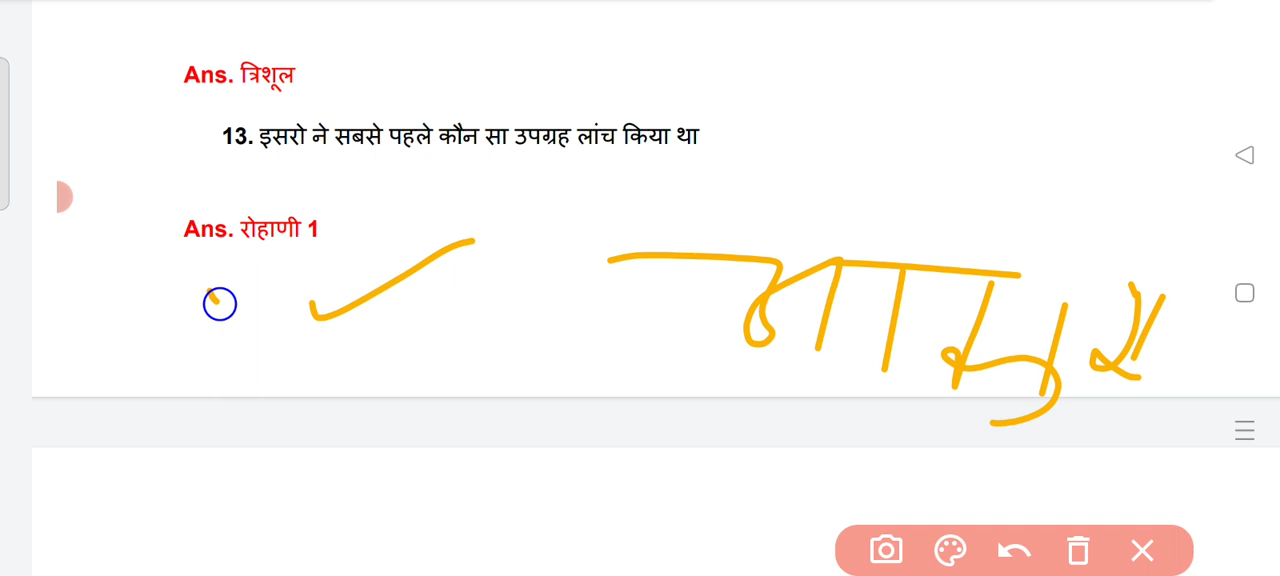 Ans. त्रिशूल
13. इसरो ने सबसे पहले कौन सा उपग्रह लांच किया था
Ans. रोहाणी 1